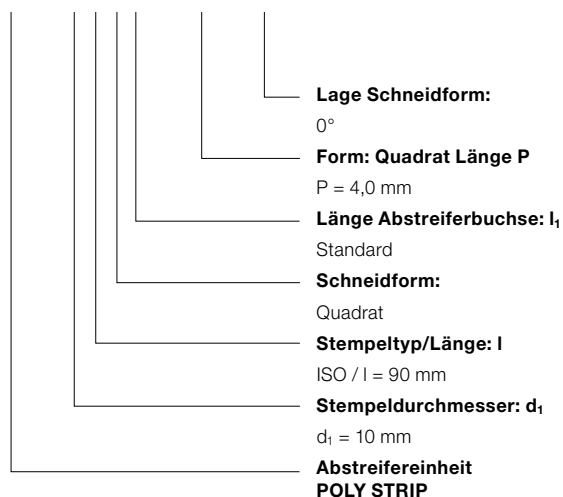 Lage Schneidform:
0°
Form: Quadrat Länge P
P = 4,0 mm
Länge Abstreiferbuchse: l₁
Standard
Schneidform:
Quadrat
Stempeltyp/Länge: l
ISO / l = 90 mm
Stempeldurchmesser: d₁
d₁ = 10 mm
Abstreifereinheit
POLY STRIP